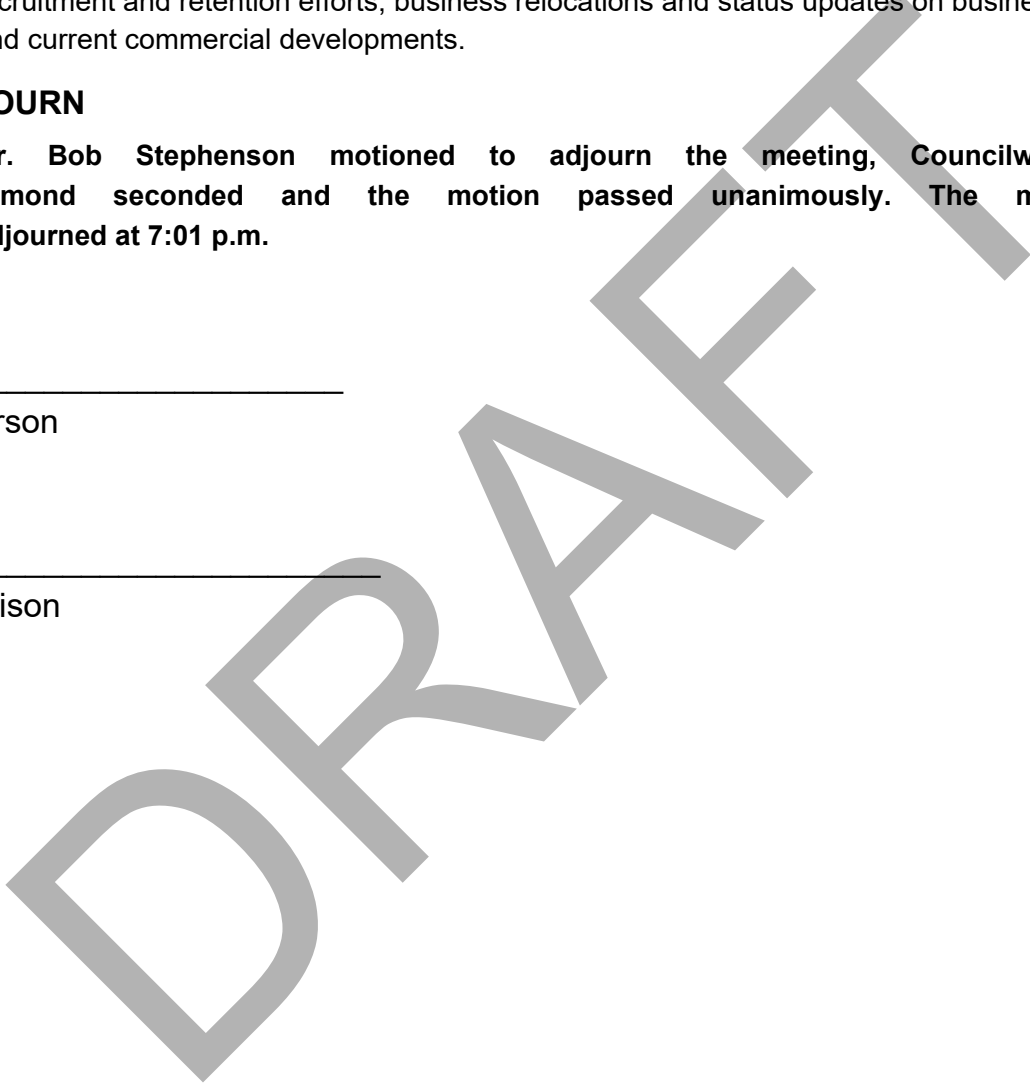 cruitment and retention efforts, business relocations and status updates on busine
nd current commercial developments.
OURN
r. Bob Stephenson motioned to adjourn the meeting, Councilw
mond seconded and the motion passed unanimously. The m
djourned at 7:01 p.m.
rson
ison
DRAFT